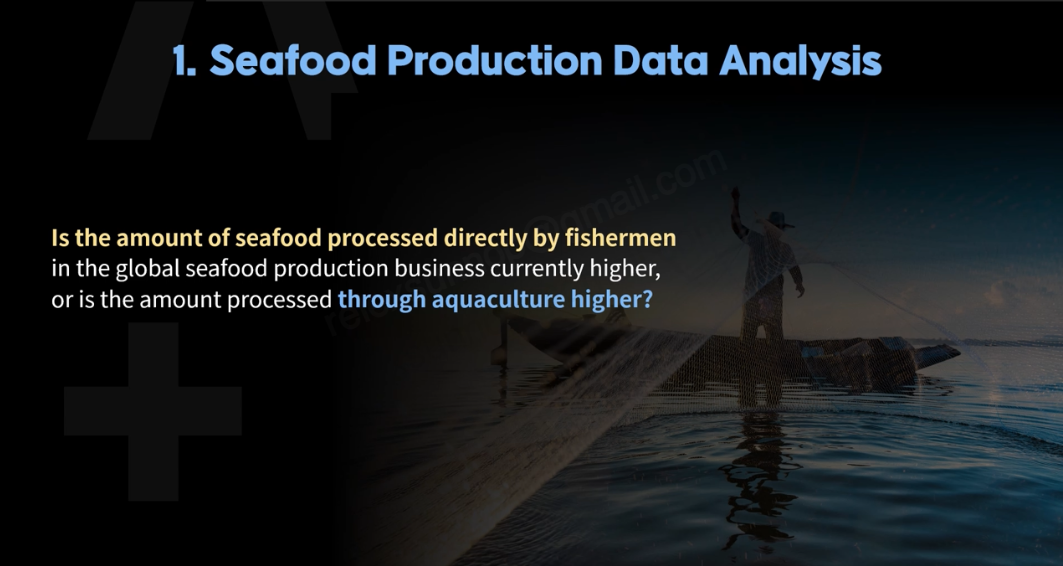 1. Seafood Production Data Analysis
Is the amount of seafood processed directly by fishermen
in the global seafood production business currently higher,
or is the amount processed through aquaculture higher?